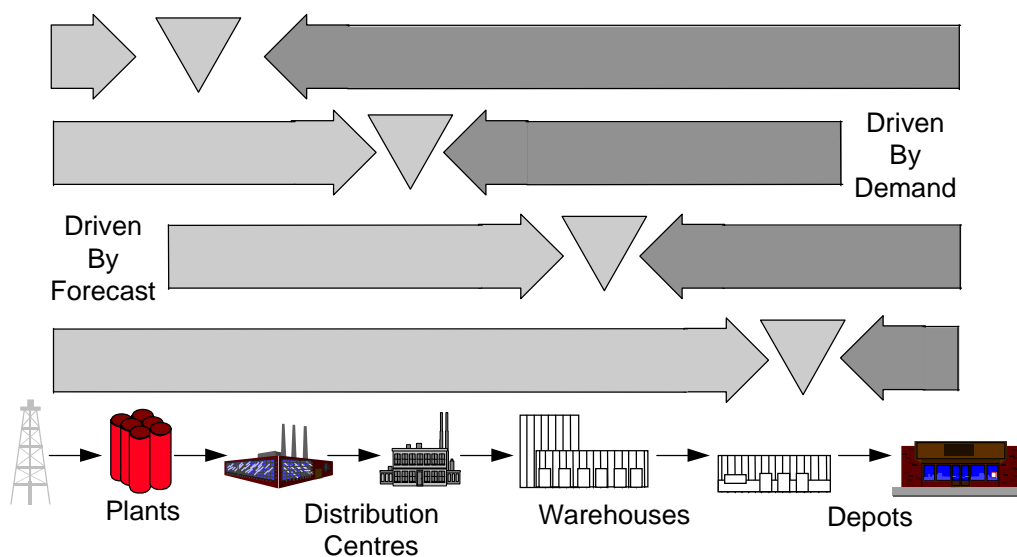 Driven
By
Demand
Driven
By
Forecast
Plants
Distribution
Centres
Warehouses
Depots